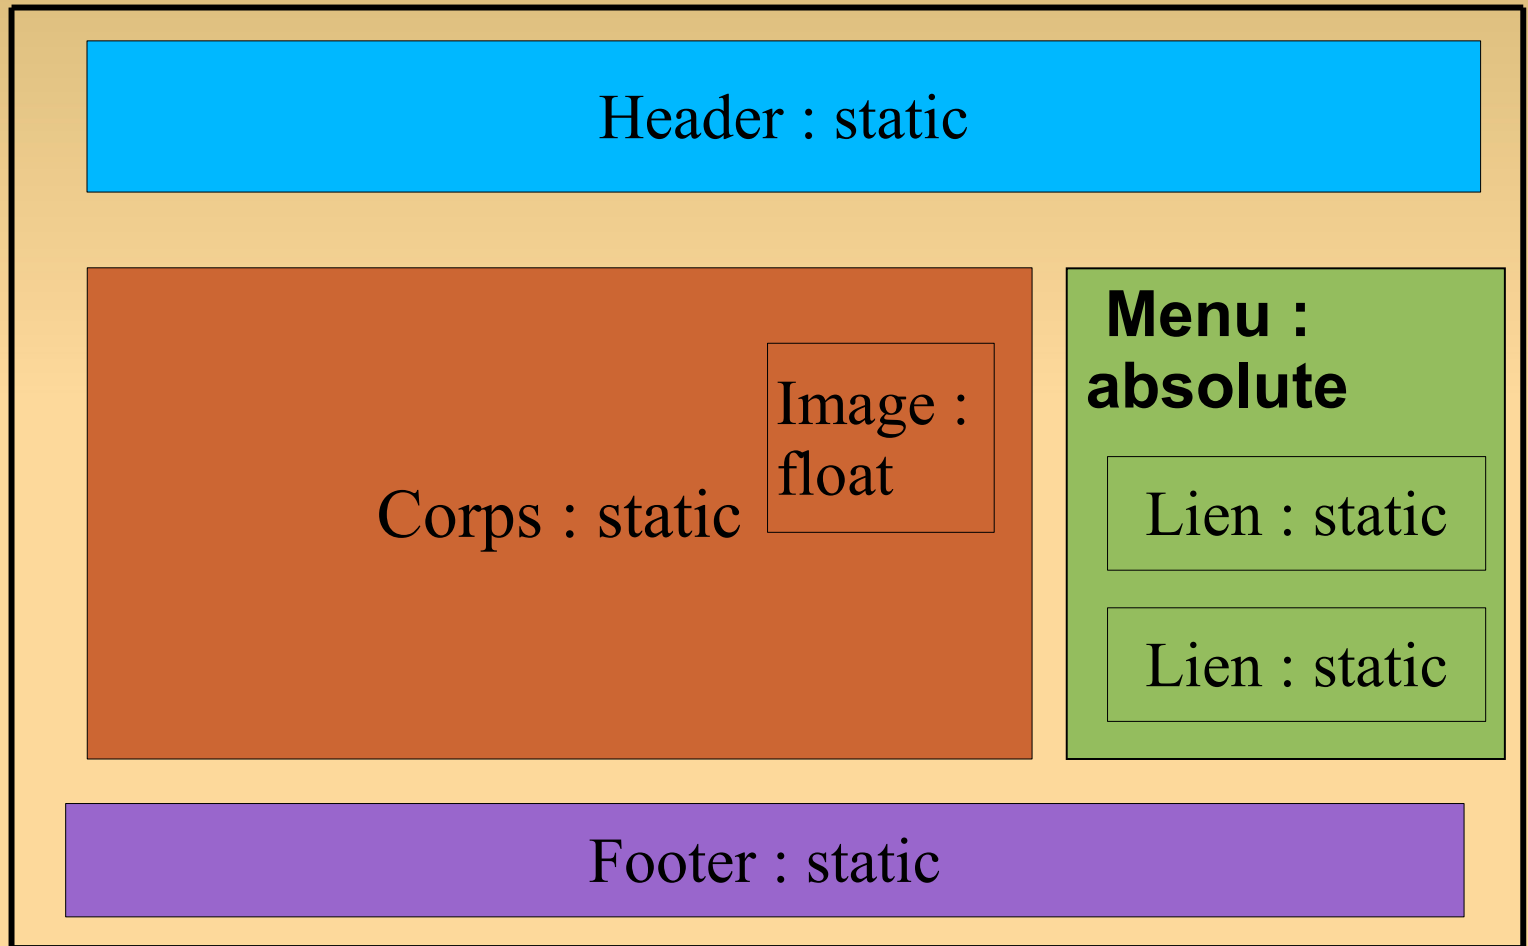 Header : static
Corps : static
Image :
float
Menu :
absolute
Lien : static
Lien : static
Footer : static